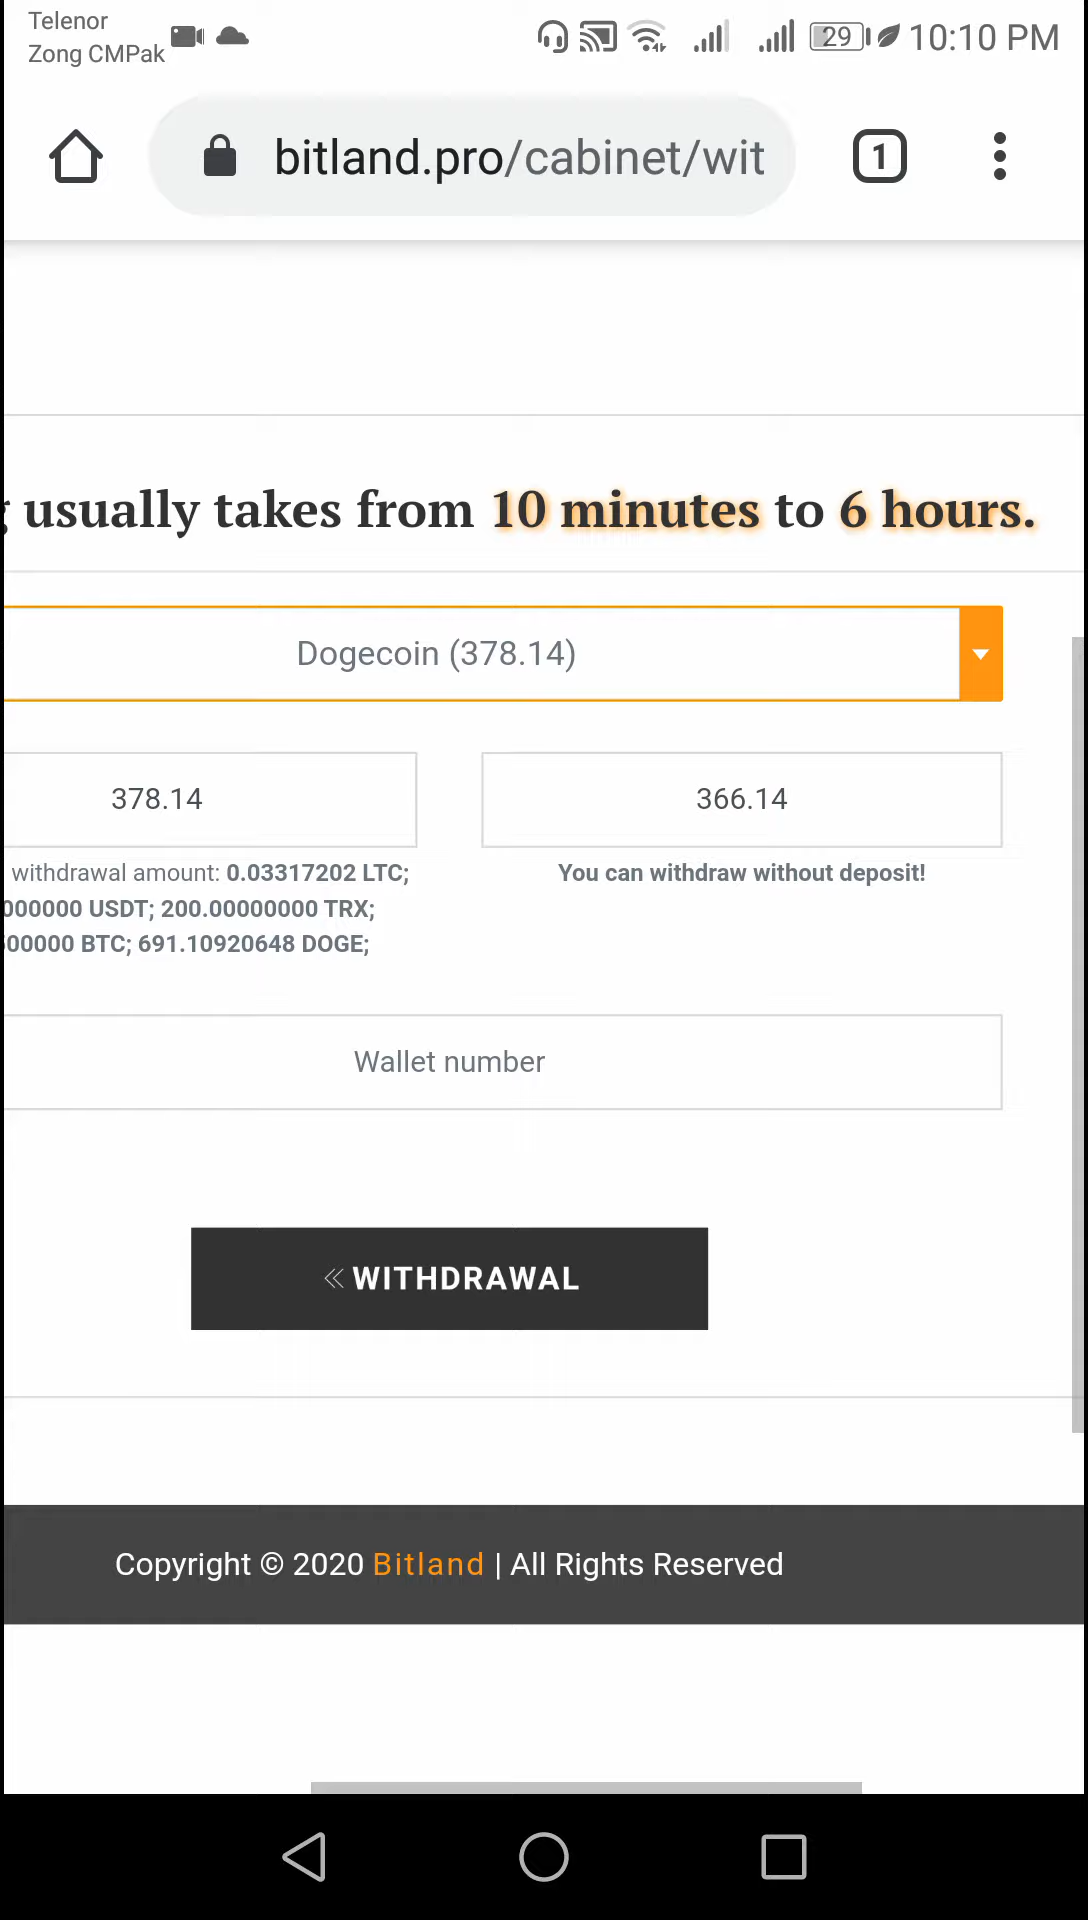 Telenor
Zong CMPak
29
10:10 PM
bitland.pro/cabinet/wit
1
usually takes from 10 minutes to 6 hours.
Dogecoin (378.14)
378.14
366.14
withdrawal amount: 0.03317202 LTC;
000000 USDT; 200.00000000 TRX;
00000 BTC; 691.10920648 DOGE;
You can withdraw without deposit!
Wallet number
WITHDRAWAL
Copyright © 2020 Bitland | All Rights Reserved